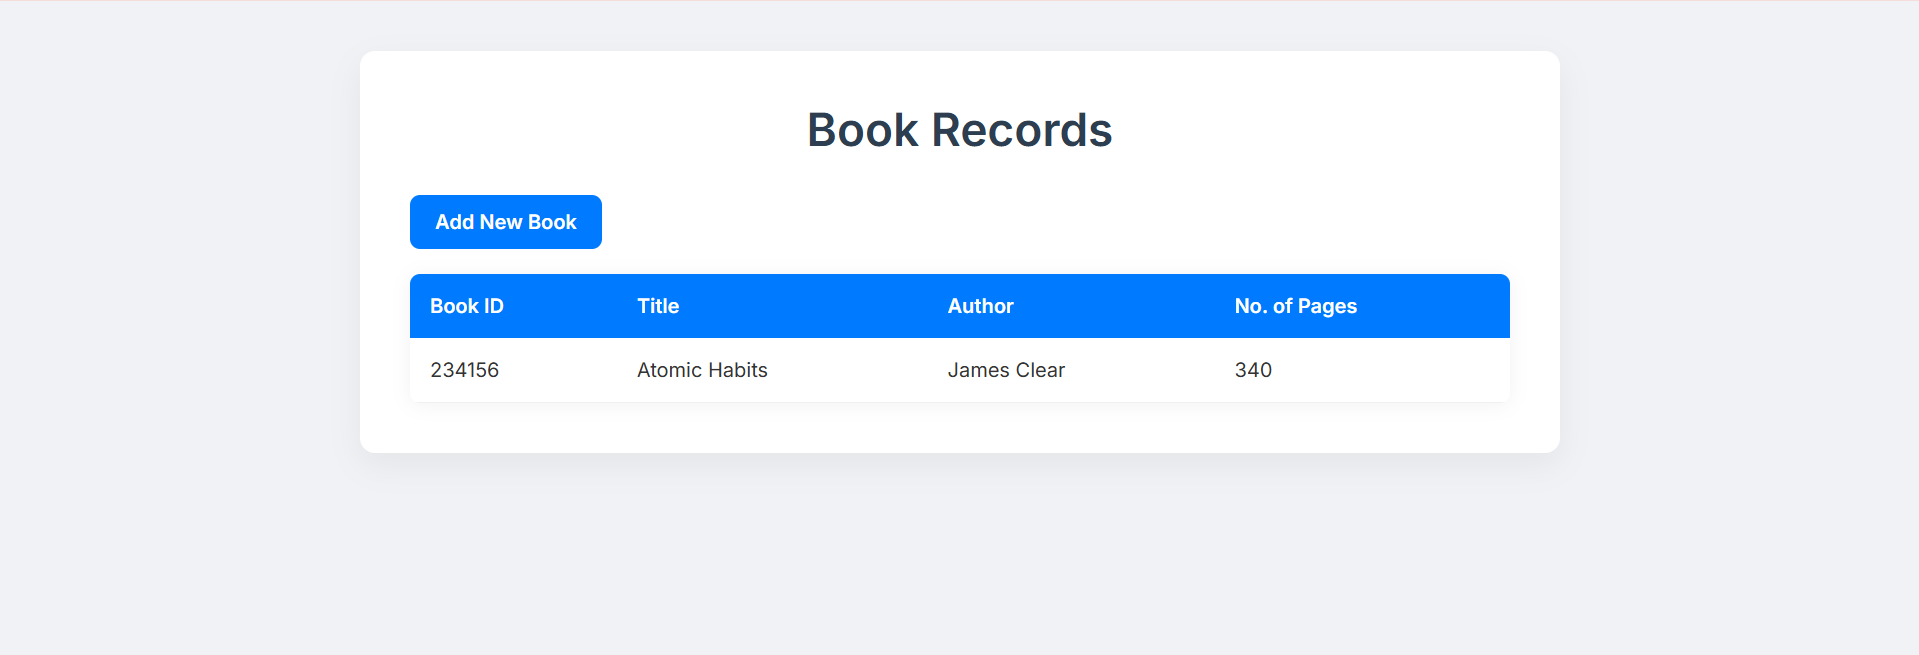 Book Records
Add New Book
Book ID Title Author No. of Pages
234156 Atomic Habits James Clear 340